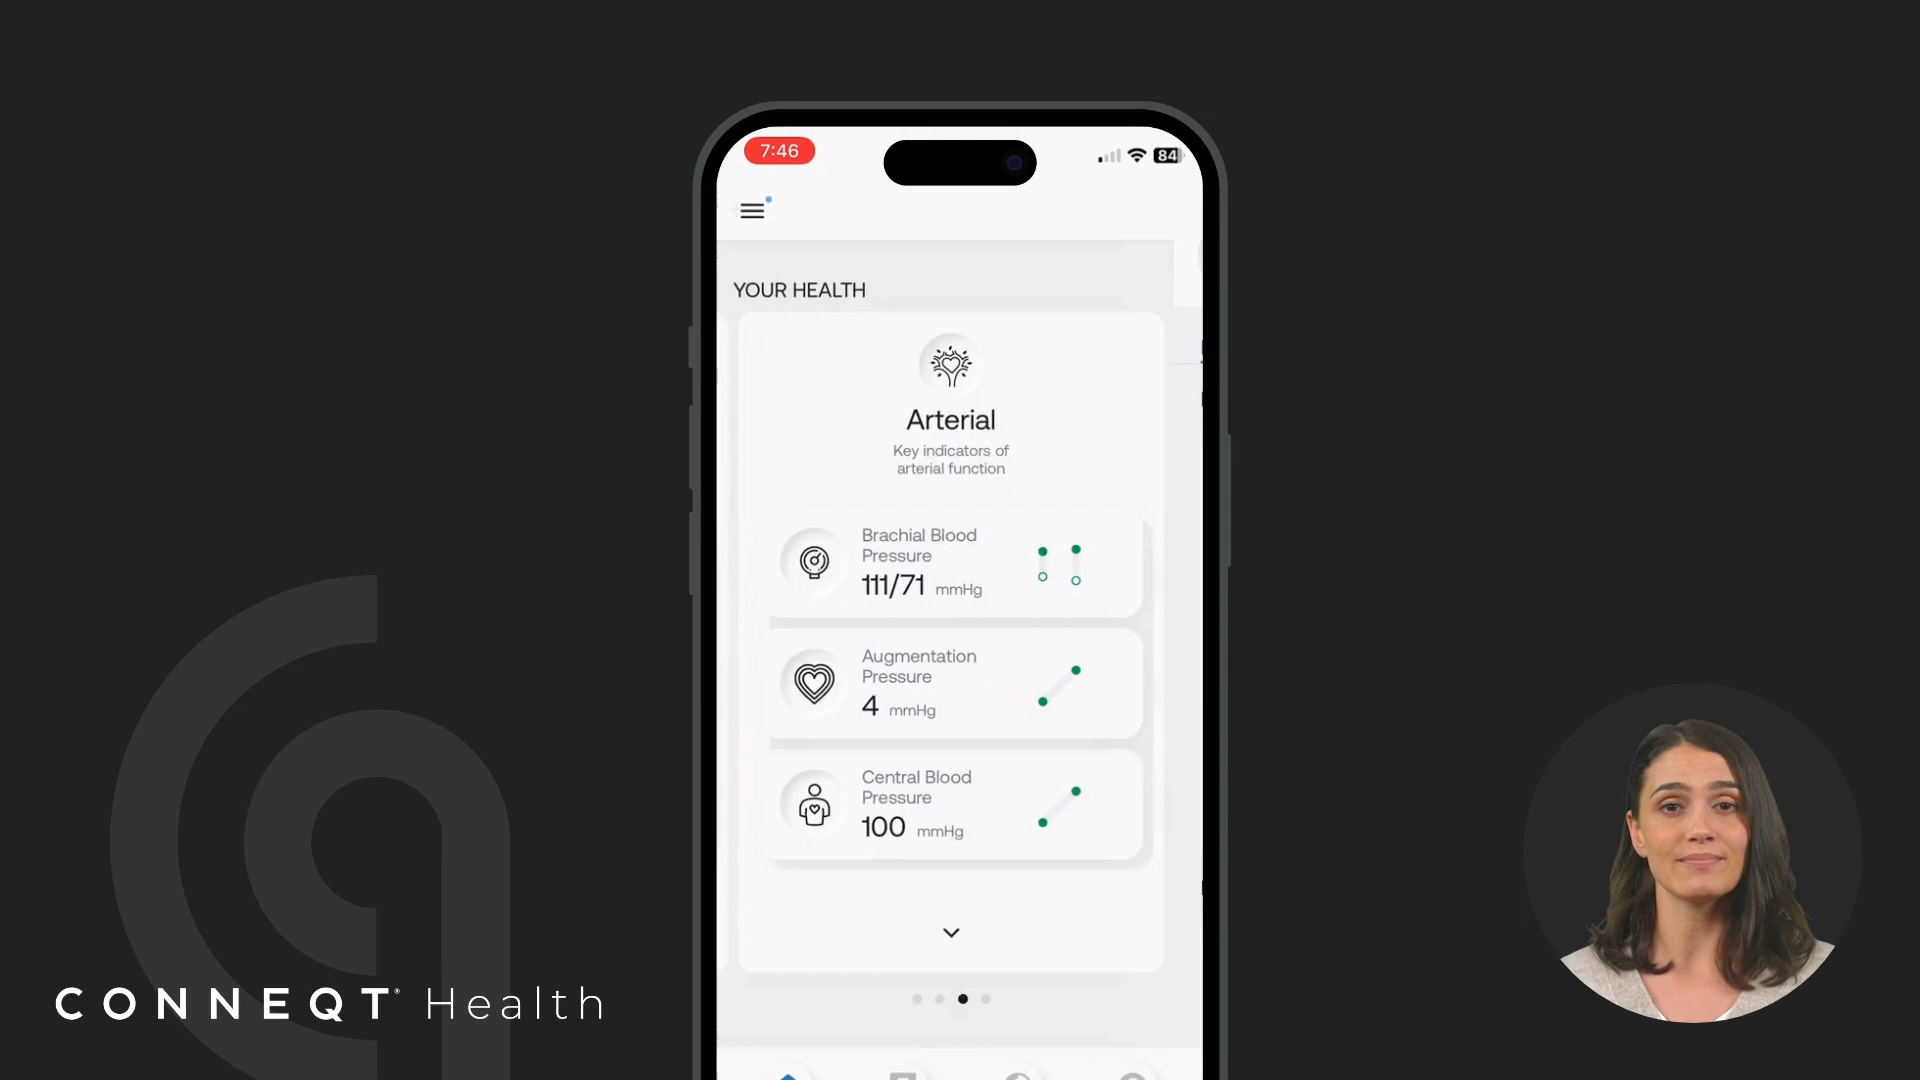 7:46
84
YOUR HEALTH
Arterial
Key indicators of
arterial function
Brachial Blood
Pressure
111/71 mmHg
Augmentation
Pressure
4 mmHg
Central Blood
Pressure
100 mmHg
CONNEQT® Health